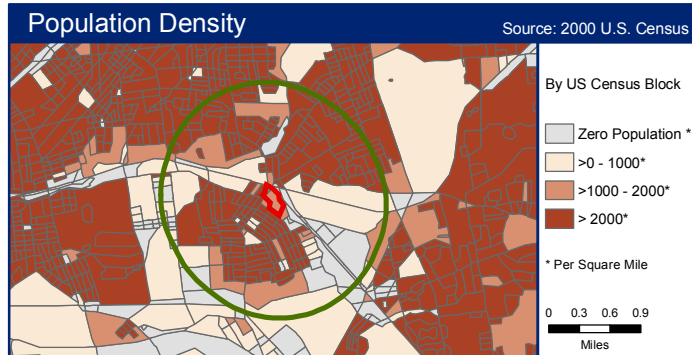 Population Density
Source: 2000 U.S. Census
By US Census Block
Zero Population *
>0 - 1000*
>1000 - 2000*
> 2000*
* Per Square Mile
0 0.3 0.6 0.9
Miles